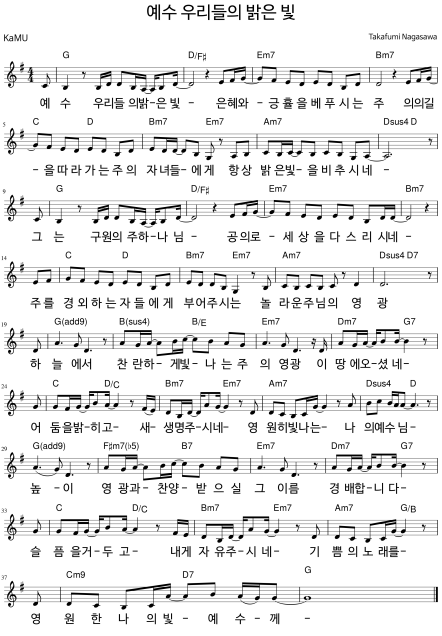 예수 우리들의 밝은 빛
KaMU
Takafumi Nagasawa
G D/F♯ Em7 Bm7
예 수 우리들 의밝-은 빛- 은혜와- 긍 휼 을 베 푸 시 는 주 의의길
5
C D Bm7 Em7 Am7 Dsus4 D
-을 따 라 가 는 주 의 자 녀들-에 게 항상 밝은빛-을 비 추 시 네-
9
G D/F♯ Em7 Bm7
그 는 구원의 주하-나 님- 공의로- 세 상 을 다 스 리 시네-
14
C D Bm7 Em7 Am7 Dsus4 D7
주를 경 외 하 는 자 들 에 게 부어주시는 놀 라운주님의 영 광
19
G(add9) B(sus4) B/E Em7 Dm7 G7
하 늘 에서 찬 란하- 게빛- 나 는 주 의 영광 이 땅 에오-셨 네-
24
C D/C Bm7 Em7 Am7 Dsus4 D
어 둠을밝-히고- 새- 생명주-시네- 영 원히빛나는- 나 의예수님-
29
G(add9) F♯m7(♭5) B7 Em7 Dm7 G7
높-이 영 광과- 찬양- 받 으 실 그 이름 경 배합-니 다-
33
C D/C Bm7 Em7 D7 Am7 G/B
슬 픔 을거-두 고- 내게 자 유주-시 네- 기 쁨 의 노 래를-
37
Cm9 D7 G
영 원 한 나 의 빛- 예 수-께-